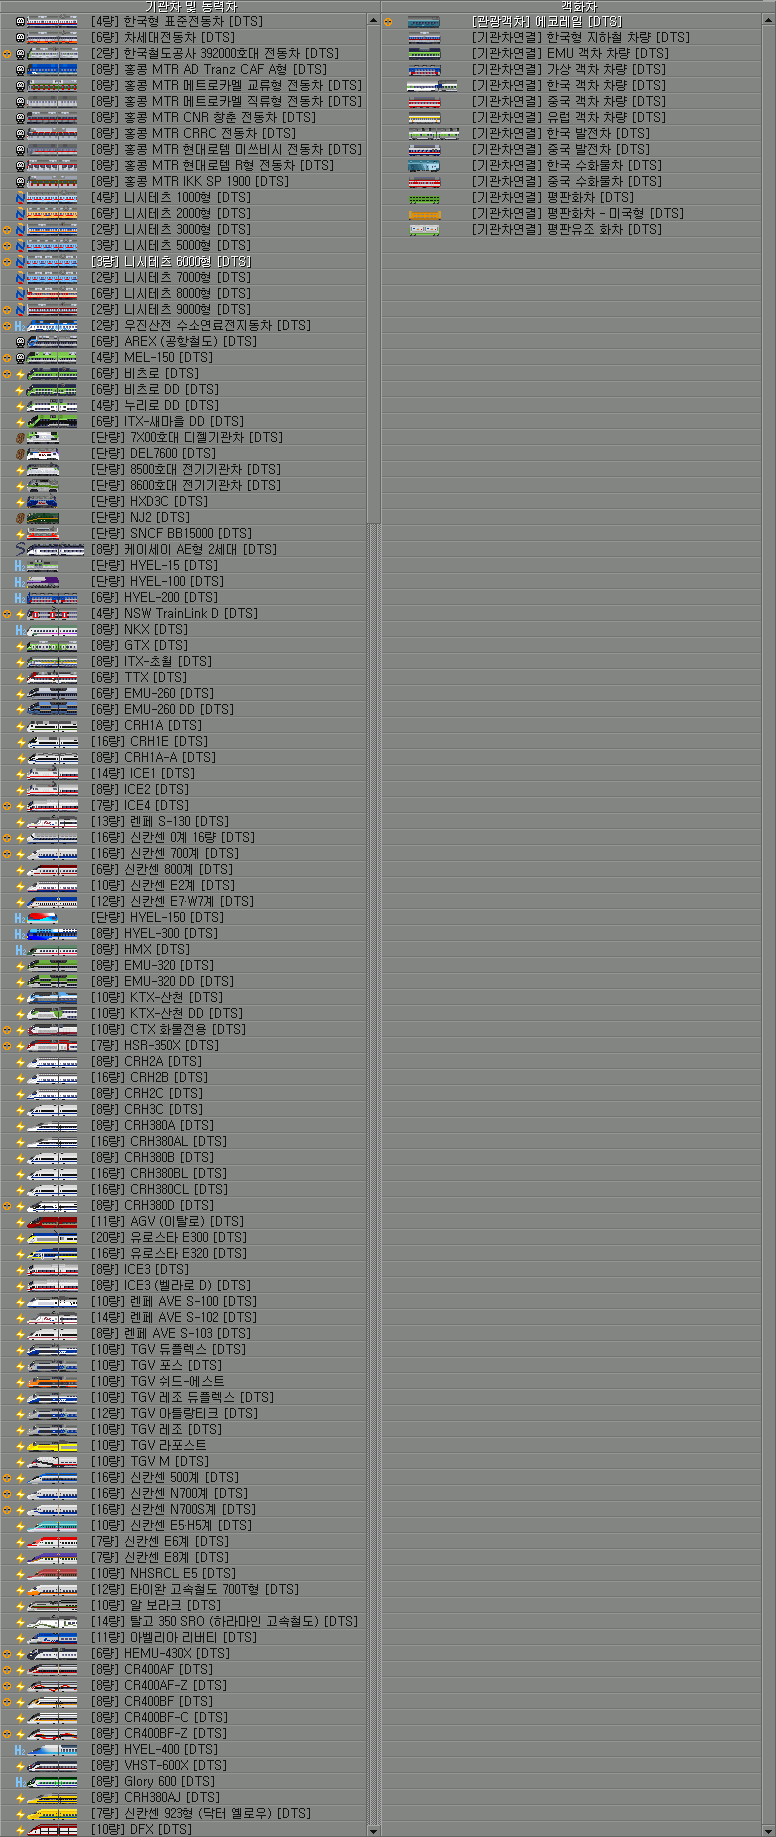 기관차 및 동력차
[4량] 한국형 표준전동차 [DTS]
[6량] 차세대전동차 [DTS]
[2량] 한국철도공사 392000호대 전동차 [DTS]
[8량] 홍콩 MTR AD Tranz CAF A형 [DTS]
[8량] 홍콩 MTR 메트로카멜 교류형 전동차 [DTS]
[8량] 홍콩 MTR 메트로카멜 직류형 전동차 [DTS]
[8량] 홍콩 MTR CNR 창춘 전동차 [DTS]
[8량] 홍콩 MTR CRRC 전동차 [DTS]
[8량] 홍콩 MTR 현대로템 미쓰비시 전동차 [DTS]
[8량] 홍콩 MTR 현대로템 R형 전동차 [DTS]
[8량] 홍콩 MTR IKK SP 1900 [DTS]
[4량] 니시테츠 1000형 [DTS]
[6량] 니시테츠 2000형 [DTS]
[2량] 니시테츠 3000형 [DTS]
[3량] 니시테츠 5000형 [DTS]
[3량] 니시테츠 6000형 [DTS]
[2량] 니시테츠 7000형 [DTS]
[6량] 니시테츠 8000형 [DTS]
[2량] 니시테츠 9000형 [DTS]
[2량] 우진산전 수소연료전지동차 [DTS]
[6량] AREX (공항철도) [DTS]
[4량] MEL-150 [DTS]
[6량] 비츠로 [DTS]
[6량] 비츠로 DD [DTS]
[4량] 누리로 DD [DTS]
[6량] ITX-새마을 DD [DTS]
[단량] 7X00호대 디젤기관차 [DTS]
[단량] DEL7600 [DTS]
[단량] 8500호대 전기기관차 [DTS]
[단량] 8600호대 전기기관차 [DTS]
[단량] HXD3C [DTS]
[단량] NJ2 [DTS]
[단량] SNCF BB15000 [DTS]
[8량] 케이세이 AE형 2세대 [DTS]
[단량] HYEL-15 [DTS]
[단량] HYEL-100 [DTS]
[6량] HYEL-200 [DTS]
[4량] NSW TrainLink D [DTS]
[8량] NKX [DTS]
[8량] GTX [DTS]
[8량] ITX-초월 [DTS]
[6량] TTX [DTS]
[6량] EMU-260 [DTS]
[6량] EMU-260 DD [DTS]
[8량] CRH1A [DTS]
[16량] CRH1E [DTS]
[8량] CRH1A-A [DTS]
[14량] ICE1 [DTS]
[8량] ICE2 [DTS]
[7량] ICE4 [DTS]
[13량] 렌페 S-130 [DTS]
[16량] 신칸센 0계 16량 [DTS]
[16량] 신칸센 700계 [DTS]
[6량] 신칸센 800계 [DTS]
[10량] 신칸센 E2계 [DTS]
[12량] 신칸센 E7·W7계 [DTS]
[단량] HYEL-150 [DTS]
[8량] HYEL-300 [DTS]
[8량] HMX [DTS]
[8량] EMU-320 [DTS]
[8량] EMU-320 DD [DTS]
[10량] KTX-산천 [DTS]
[10량] KTX-산천 DD [DTS]
[10량] CTX 화물전용 [DTS]
[7량] HSR-350X [DTS]
[8량] CRH2A [DTS]
[16량] CRH2B [DTS]
[8량] CRH2C [DTS]
[8량] CRH3C [DTS]
[8량] CRH380A [DTS]
[16량] CRH380AL [DTS]
[8량] CRH380B [DTS]
[16량] CRH380BL [DTS]
[16량] CRH380CL [DTS]
[8량] CRH380D [DTS]
[11량] AGV (이탈로) [DTS]
[20량] 유로스타 E300 [DTS]
[16량] 유로스타 E320 [DTS]
[8량] ICE3 [DTS]
[8량] ICE3 (벨라로 D) [DTS]
[10량] 렌페 AVE S-100 [DTS]
[14량] 렌페 AVE S-102 [DTS]
[8량] 렌페 AVE S-103 [DTS]
[10량] TGV 듀플렉스 [DTS]
[10량] TGV 포스 [DTS]
[10량] TGV 쉬드-에스트
[10량] TGV 레조 듀플렉스 [DTS]
[12량] TGV 아틀랑티크 [DTS]
[10량] TGV 레조 [DTS]
[10량] TGV 라포스트
[10량] TGV M [DTS]
[16량] 신칸센 500계 [DTS]
[16량] 신칸센 N700계 [DTS]
[16량] 신칸센 N700S계 [DTS]
[10량] 신칸센 E5·H5계 [DTS]
[7량] 신칸센 E6계 [DTS]
[7량] 신칸센 E8계 [DTS]
[10량] NHSRCL E5 [DTS]
[12량] 타이완 고속철도 700T형 [DTS]
[10량] 알 보라크 [DTS]
[14량] 탈고 350 SRO (하라마인 고속철도) [DTS]
[11량] 아벨리아 리버티 [DTS]
[6량] HEMU-430X [DTS]
[8량] CR400AF [DTS]
[8량] CR400AF-Z [DTS]
[8량] CR400BF [DTS]
[8량] CR400BF-C [DTS]
[8량] CR400BF-Z [DTS]
[8량] HYEL-400 [DTS]
[8량] VHST-600X [DTS]
[8량] Glory 600 [DTS]
[8량] CRH380AJ [DTS]
[7량] 신칸센 923형 (닥터 옐로우) [DTS]
[10량] DFX [DTS]
객화차
[관광객차] 에코레일 [DTS]
[기관차연결] 한국형 지하철 차량 [DTS]
[기관차연결] EMU 객차 차량 [DTS]
[기관차연결] 가상 객차 차량 [DTS]
[기관차연결] 한국 객차 차량 [DTS]
[기관차연결] 중국 객차 차량 [DTS]
[기관차연결] 유럽 객차 차량 [DTS]
[기관차연결] 한국 발전차 [DTS]
[기관차연결] 중국 발전차 [DTS]
[기관차연결] 한국 수화물차 [DTS]
[기관차연결] 중국 수화물차 [DTS]
[기관차연결] 평판화차 [DTS]
[기관차연결] 평판화차 - 미국형 [DTS]
[기관차연결] 평판유조 화차 [DTS]